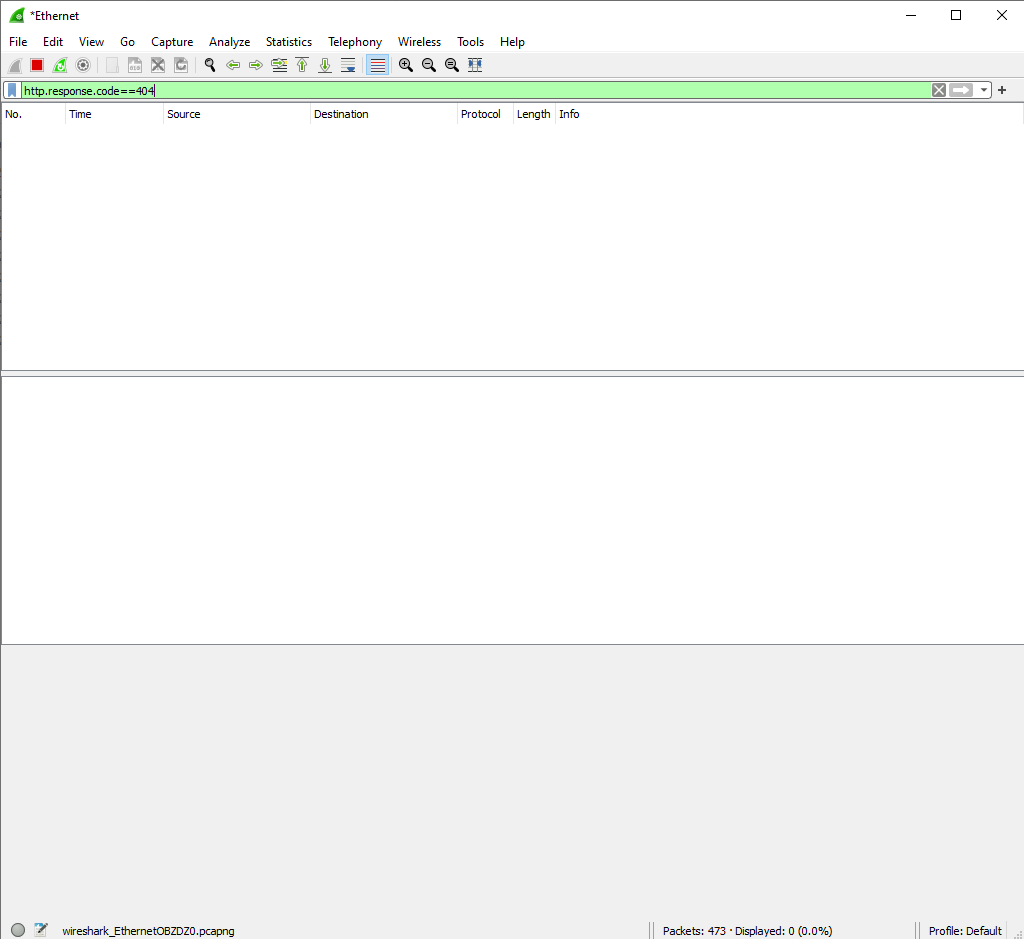 *Ethernet
File Edit View Go Capture Analyze Statistics Telephony Wireless Tools Help
http.response.code==404
No. Time Source Destination Protocol Length Info
wireshark_EthernetOBZDZ0.pcapng Packets: 473 · Displayed: 0 (0.0%) Profile: Default